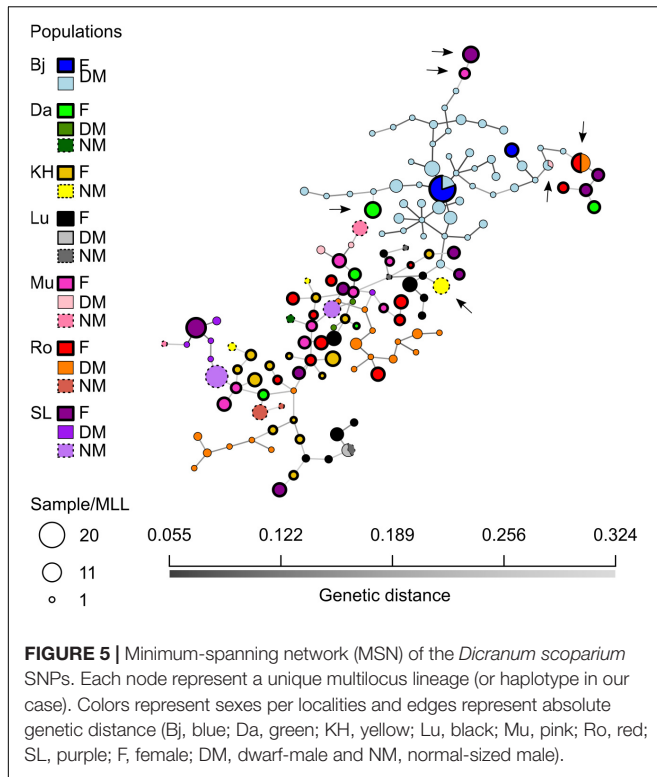 Populations
Bj F
DM
Da F
DM
NM
KH F
NM
Lu F
DM
NM
Mu F
DM
NM
Ro F
DM
NM
SL F
DM
NM
Sample/MLL
20
11
1
0.055 0.122 0.189 0.256 0.324
Genetic distance
FIGURE 5 | Minimum-spanning network (MSN) of the Dicranum scoparium
SNPs. Each node represent a unique multilocus lineage (or haplotype in our
case). Colors represent sexes per localities and edges represent absolute
genetic distance (Bj, blue; Da, green; KH, yellow; Lu, black; Mu, pink; Ro, red;
SL, purple; F, female; DM, dwarf-male and NM, normal-sized male).